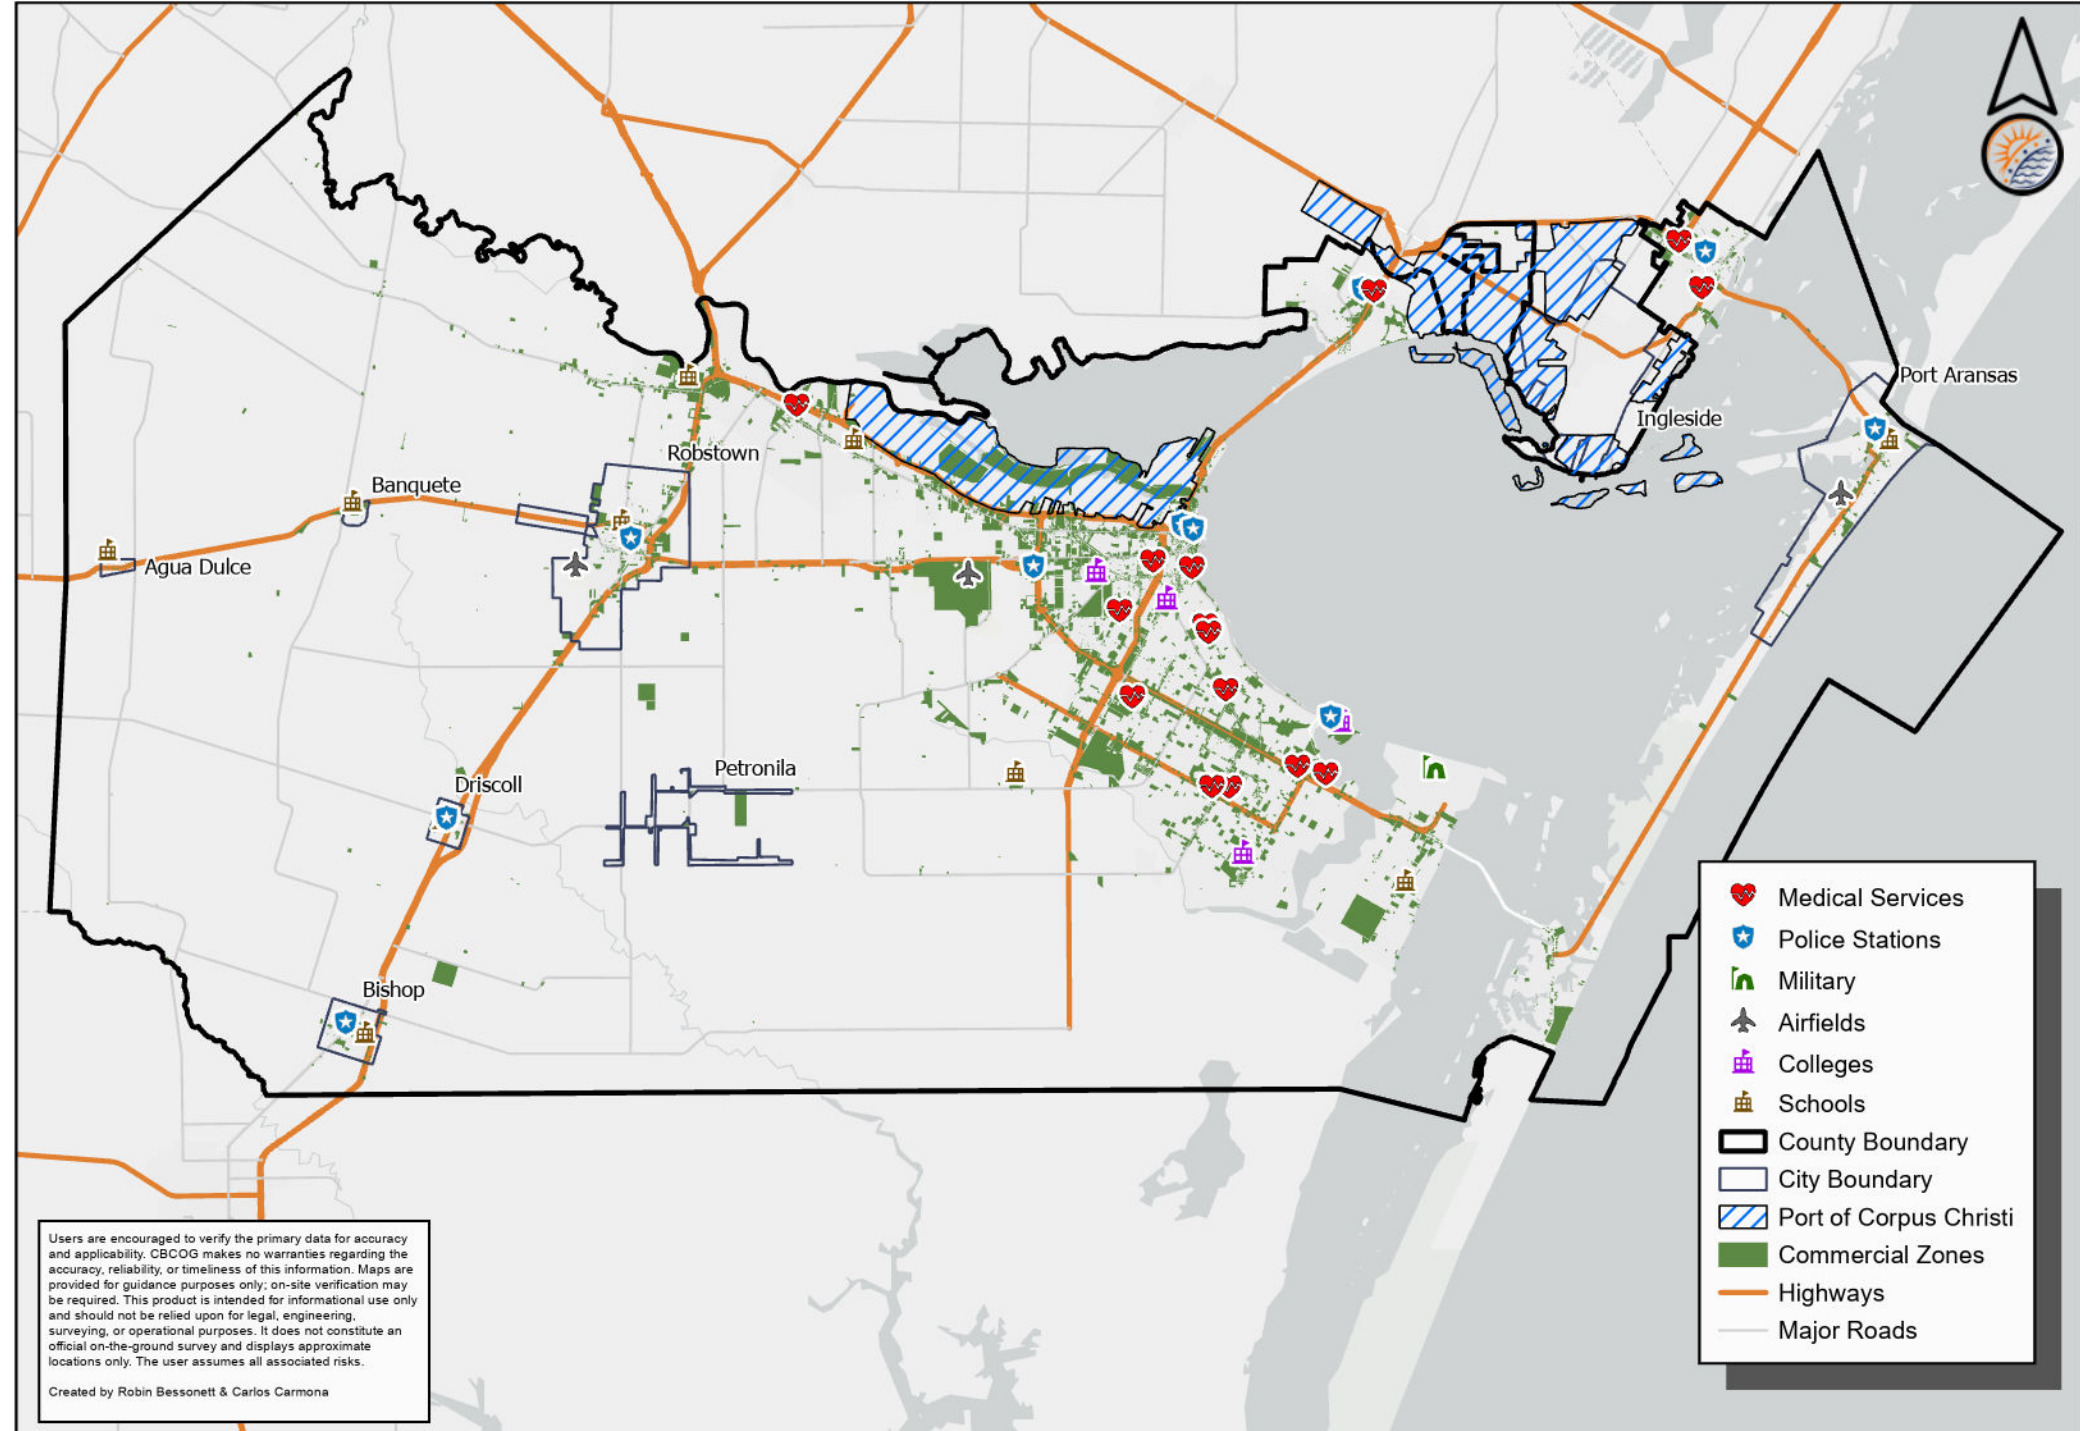 Port Aransas
Ingleside
Robstown
Banquete
Agua Dulce
Petronila
Driscoll
Bishop
Medical Services
Police Stations
Military
Airfields
Colleges
Schools
County Boundary
City Boundary
Port of Corpus Christi
Commercial Zones
Highways
Major Roads
Users are encouraged to verify the primary data for accuracy
and applicability. CBCOG makes no warranties regarding the
accuracy, reliability, or timeliness of this information. Maps are
provided for guidance purposes only; on-site verification may
be required. This product is intended for informational use only
and should not be relied upon for legal, engineering,
surveying, or operational purposes. It does not constitute an
official on-the-ground survey and displays approximate
locations only. The user assumes all associated risks.
Created by Robin Bessonett & Carlos Carmona